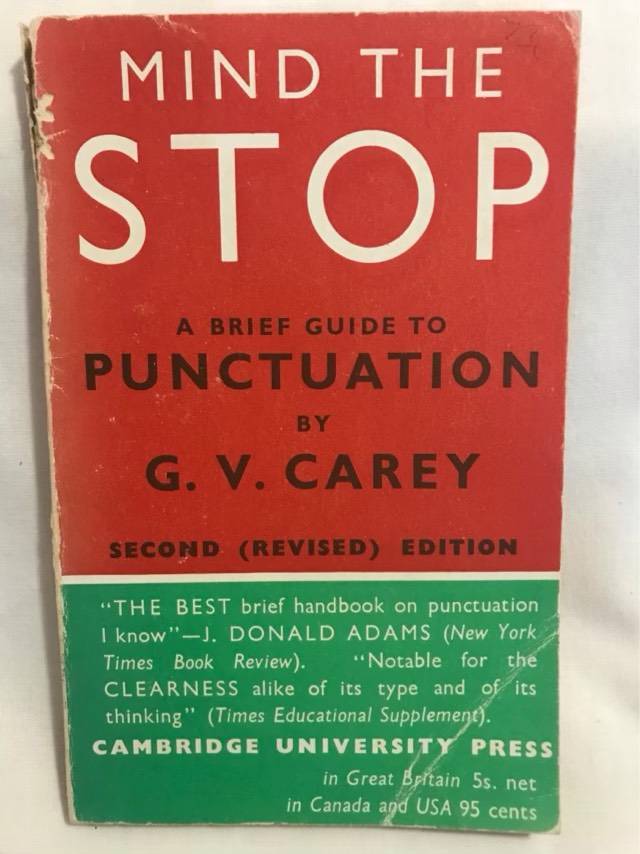 MIND THE
STOP
A BRIEF GUIDE TO
PUNCTUATION
BY
G. V. CAREY
SECOND (REVISED) EDITION
"THE BEST brief handbook on punctuation
I know"—J. DONALD ADAMS (New York
Times Book Review). "Notable for the
CLEARNESS alike of its type and of its
thinking" (Times Educational Supplement).
CAMBRIDGE UNIVERSITY PRESS
in Great Britain 5s. net
in Canada and USA 95 cents